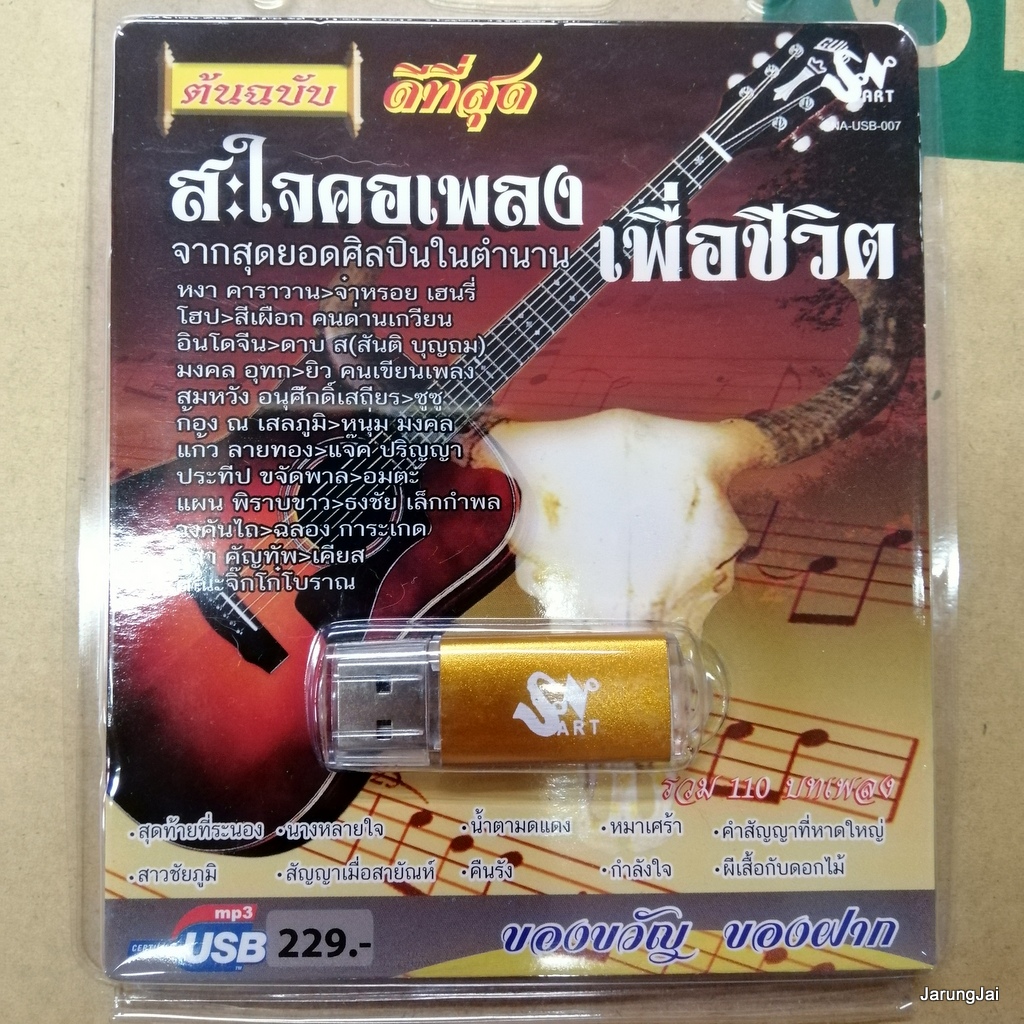 ต้นฉบับ ดีที่สุด
ART
NA-USB-007
สะใจคอเพลง
เพื่อชีวิต
จากสุดยอดศิลปินในตำนาน
หงา คาราวาน>จ๋าหรอย เฮนรี่
โฮป>สีเผือก คนด่านเกวียน
อินโดจีน>ดาบ ส(สันติ บุญถม)
มงคล อุทก>ยิว คนเขียนเพลง
สมหวัง อนุศักดิ์เสถียร>ซูซู
ก้อง ณ เสลภูมิ>หนุ่ม มงคล
แก้ว ลายทอง>แจ๊ค ปริญญา
ประทีป ขจัดพาล>อมตะ
แผน พิราบขาว>ธงชัย เล็กกำพล
วงคันไถ>ฉลอง การะเกด
คัญทัพ>เคียส
คณะจิ๊กโก๋โบราณ
ART
รวม 110 บทเพลง
•สุดท้ายที่ระนอง •นางหลายใจ •น้ำตามดแดง •หมาเศร้า •คำสัญญาที่หาดใหญ่
•สาวชัยภูมิ •สัญญาเมื่อสายัณห์ •คืนรัง •กำลังใจ •ผีเสื้อกับดอกไม้
mp3
USB 229.-
ของขวัญ ของฝาก
JarungJai